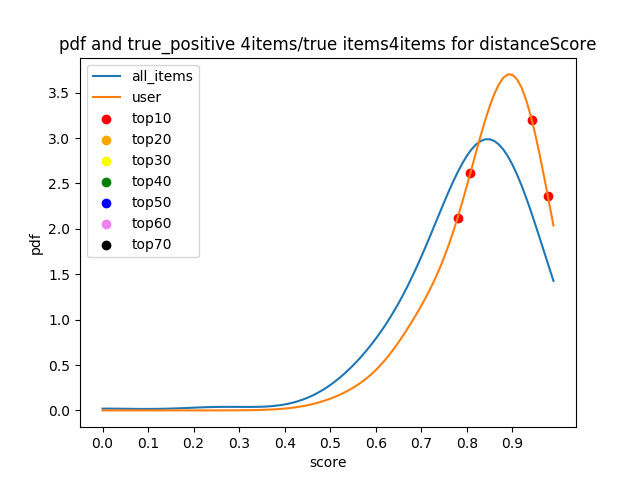 pdf and true_positive 4items/true items4items for distanceScore
all_items
user
top10
top20
top30
top40
top50
top60
top70
pdf
3.5
3.0
2.5
2.0
1.5
1.0
0.5
0.0
0.0 0.1 0.2 0.3 0.4 0.5 0.6 0.7 0.8 0.9
score